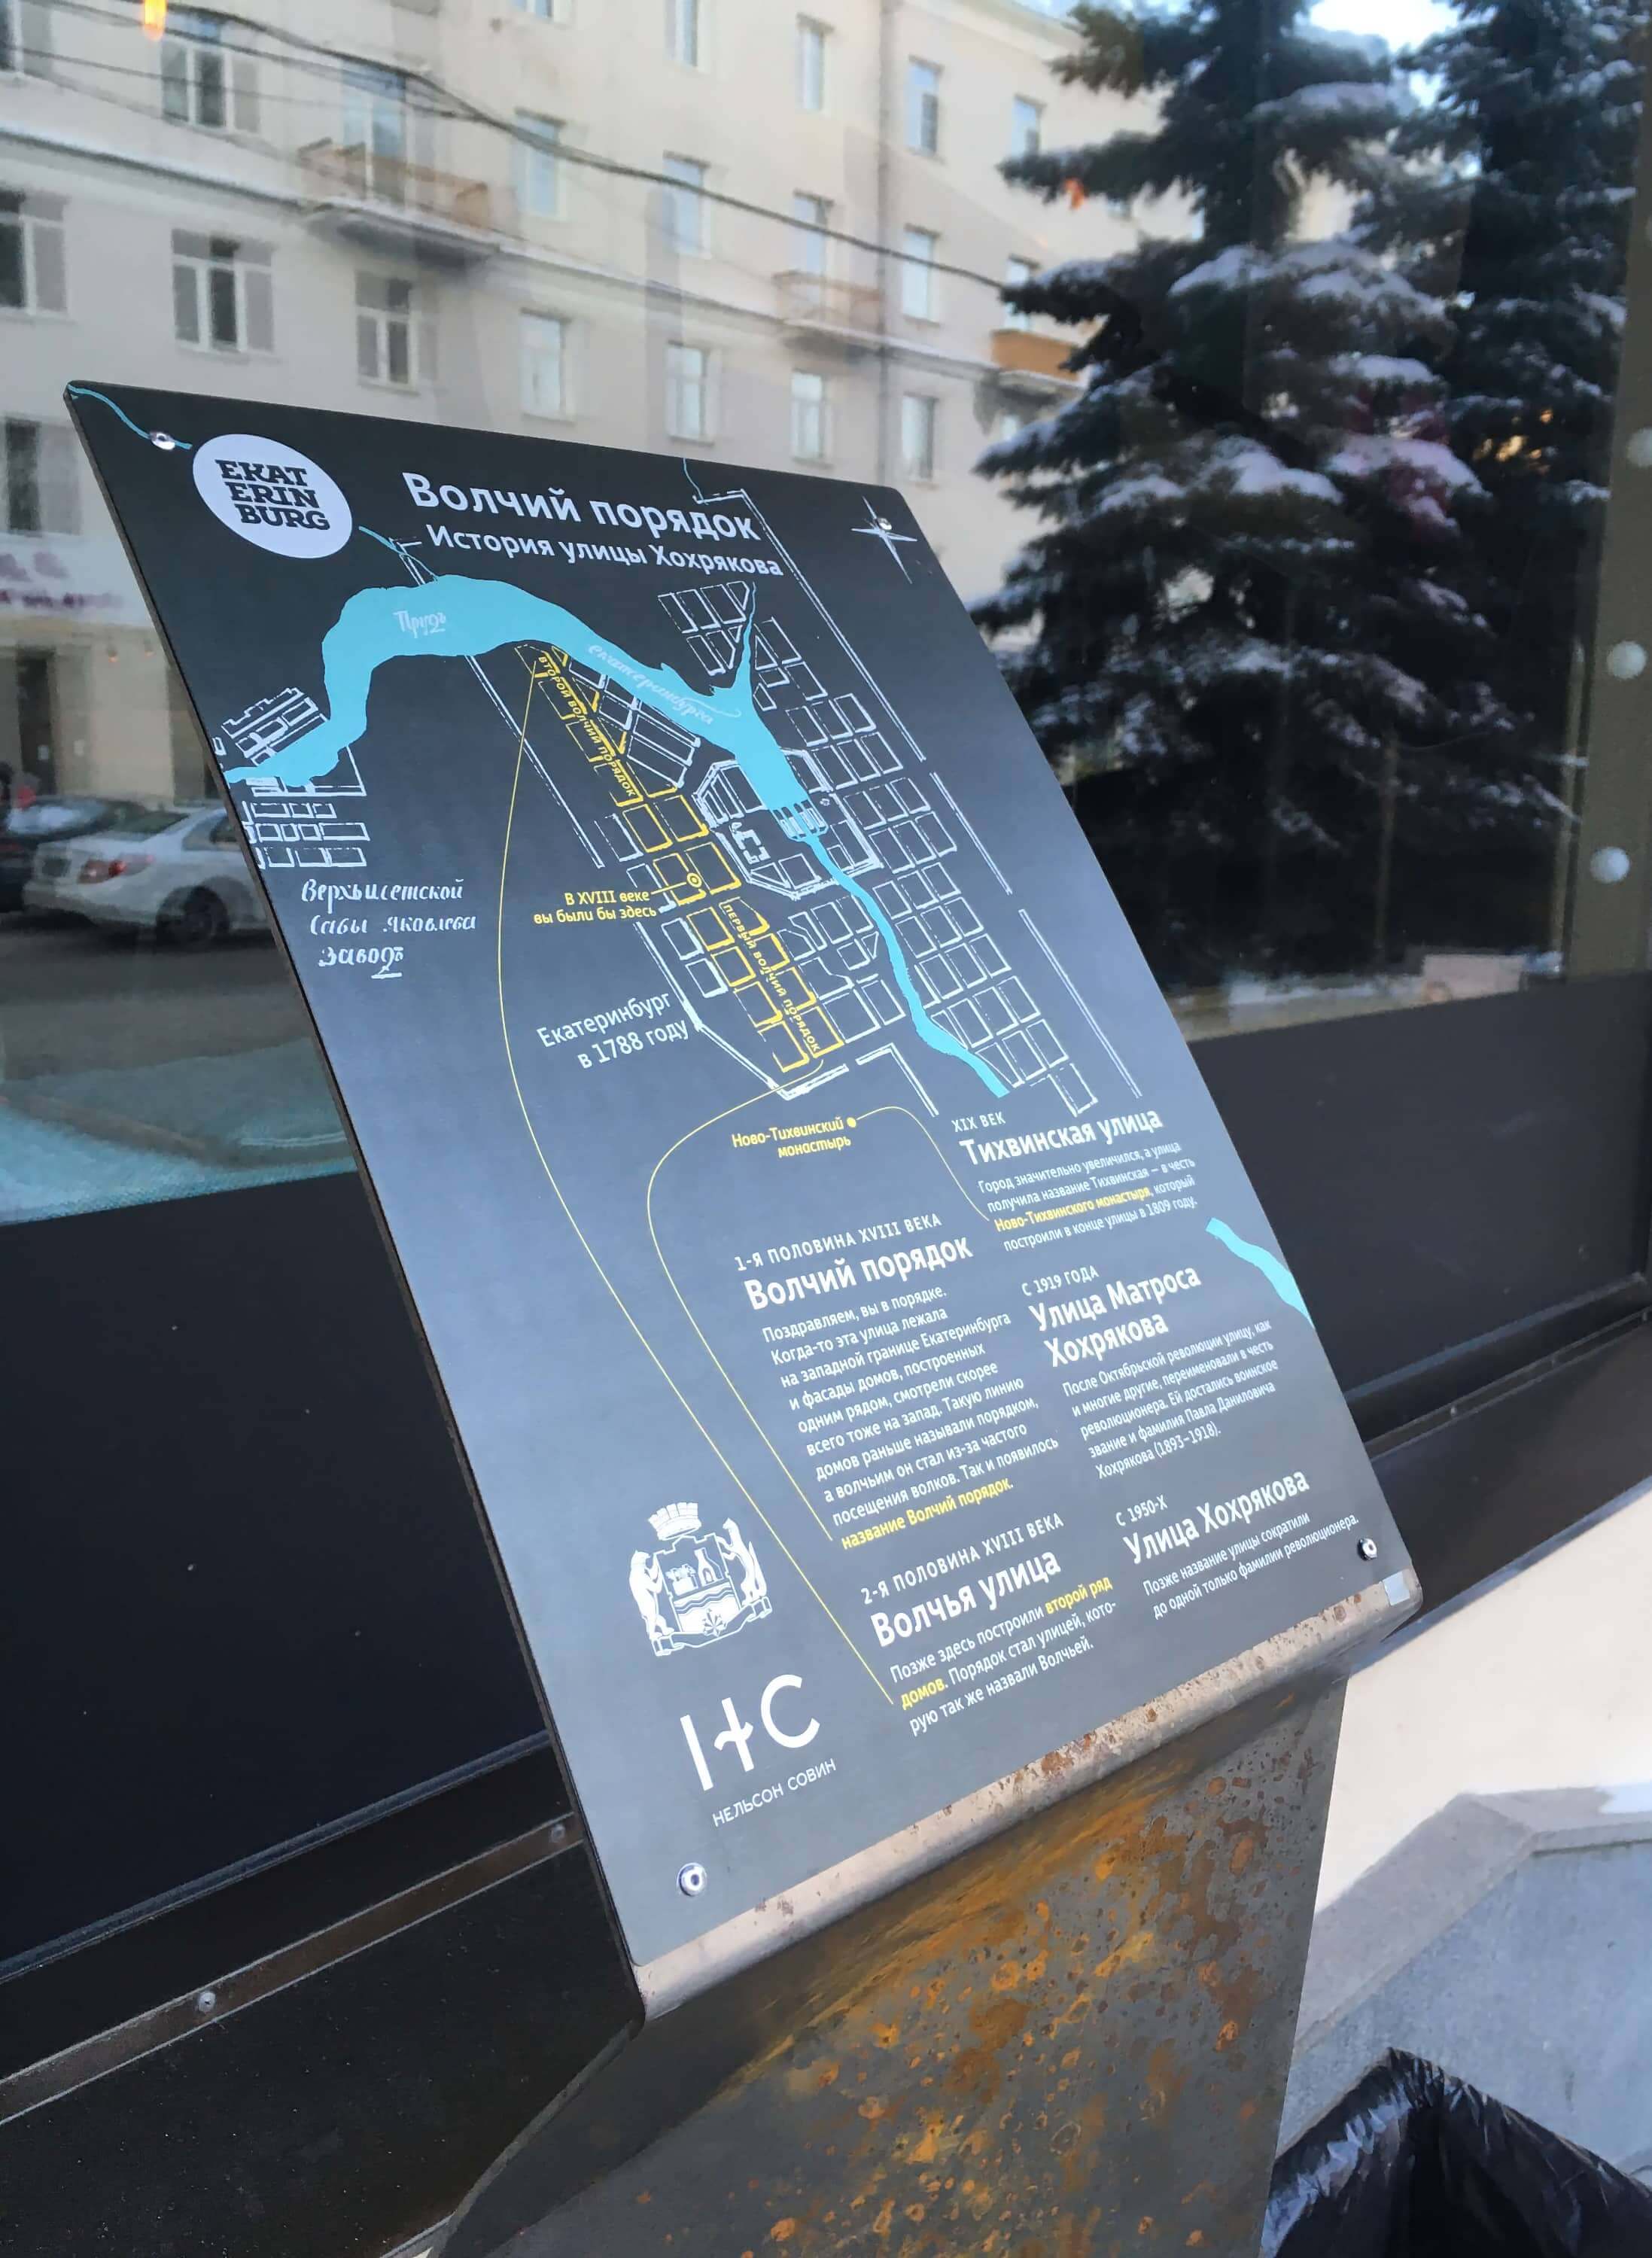 EKAT
ERIN
BURG
Волчий порядок
История улицы Хохрякова
Прудъ
Екатеринбурга
ВТОРОЙ ВОЛЧИЙ ПОРЯДОК
Верхъисетской
Савы Яковлева
Заводъ
В XVIII веке
вы были бы здесь
ПЕРВЫЙ ВОЛЧИЙ ПОРЯДОК
Екатеринбург
в 1788 году
Ново-Тихвинский
монастырь
1-Я ПОЛОВИНА XVIII ВЕКА
Волчий порядок
Поздравляем, вы в порядке.
Когда-то эта улица лежала
на западной границе Екатеринбурга
и фасады домов, построенных
одним рядом, смотрели скорее
всего тоже на запад. Такую линию
домов раньше называли порядком,
а волчьим он стал из-за частого
посещения волков. Так и появилось
название Волчий порядок.
2-Я ПОЛОВИНА XVIII ВЕКА
Волчья улица
Позже здесь построили второй ряд
домов. Порядок стал улицей, кото-
рую так же назвали Волчьей.
XIX ВЕК
Тихвинская улица
Город значительно увеличился, а улица
получила название Тихвинская — в честь
Ново-Тихвинского монастыря, который
построили в конце улицы в 1809 году.
С 1919 ГОДА
Улица Матроса
Хохрякова
После Октябрьской революции улицу, как
и многие другие, переименовали в честь
революционера. Ей достались воинское
звание и фамилия Павла Даниловича
Хохрякова (1893–1918).
С 1950-Х
Улица Хохрякова
Позже название улицы сократили
до одной только фамилии революционера.
НЕЛЬСОН СОВИН